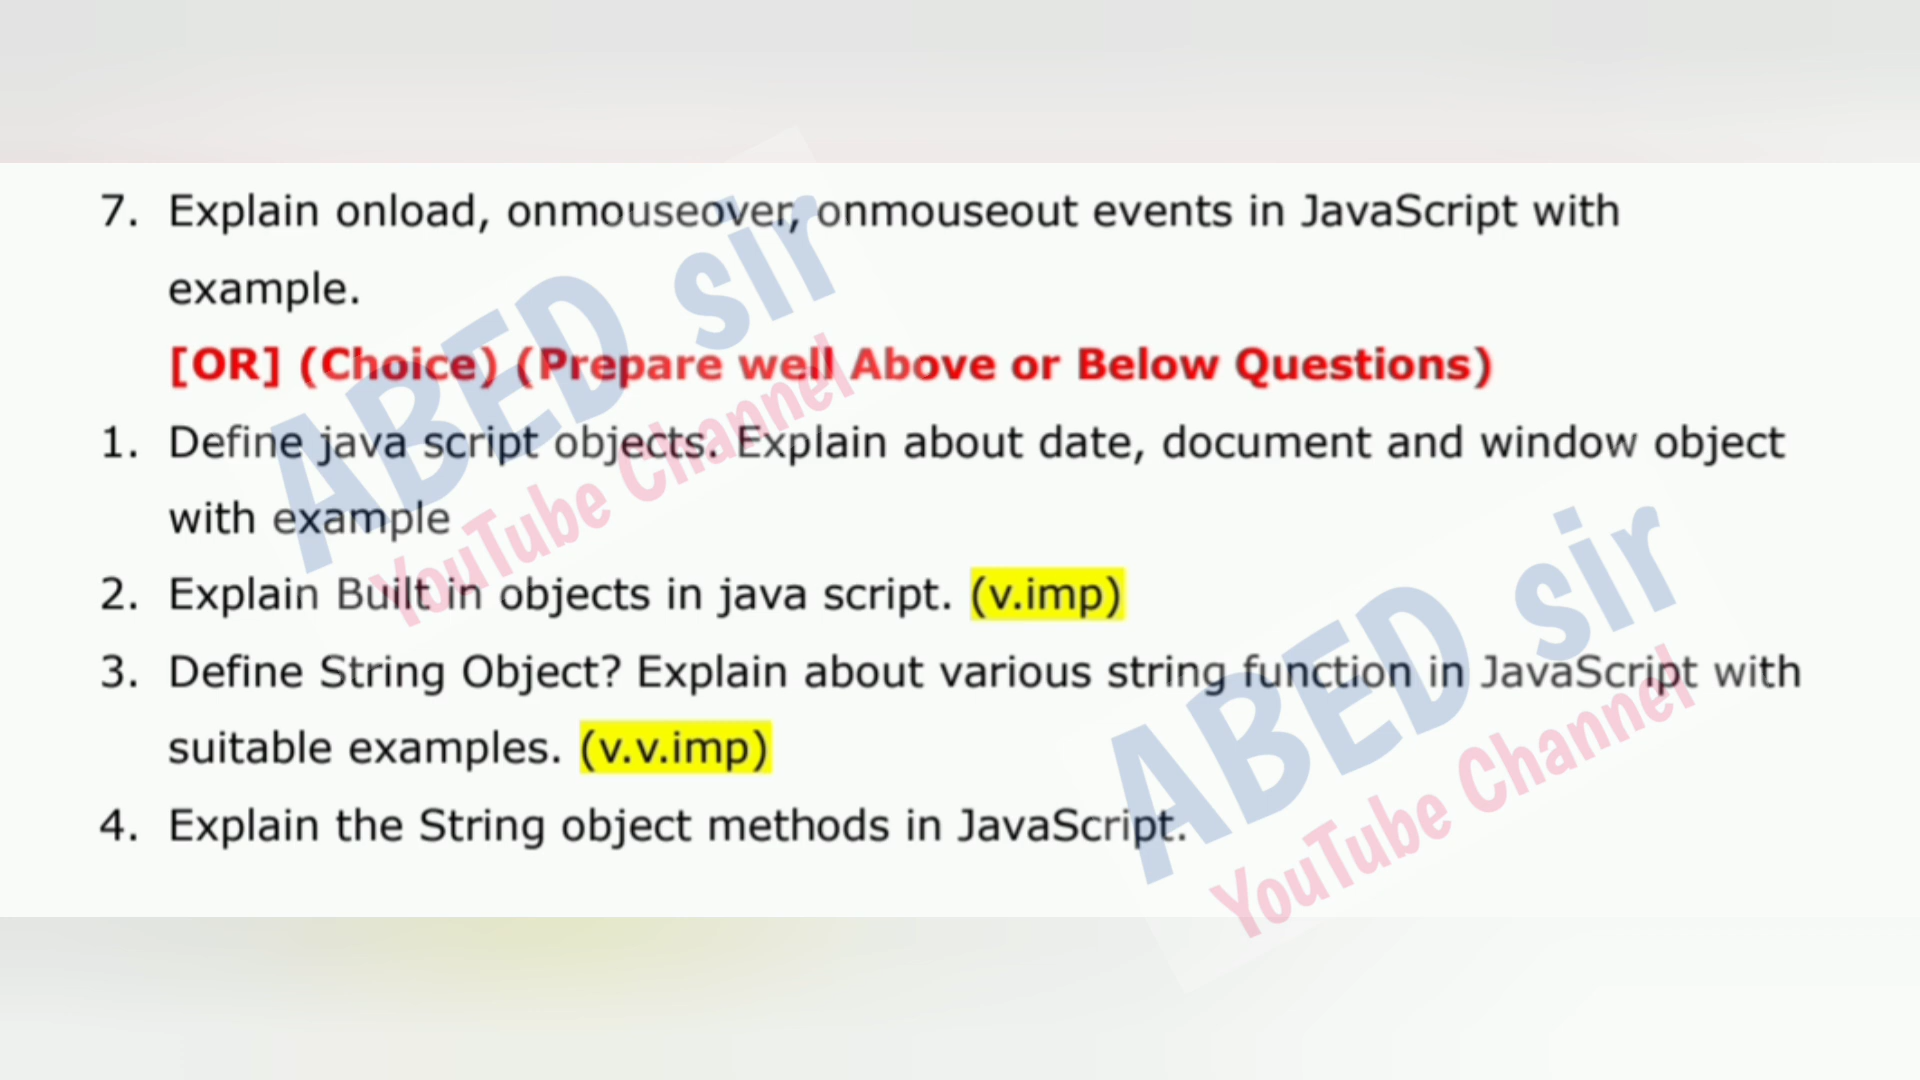 7. Explain onload, onmouseover, onmouseout events in JavaScript with
example.
[OR] (Choice) (Prepare well Above or Below Questions)
1. Define java script objects. Explain about date, document and window object
with example
2. Explain Built in objects in java script. (v.imp)
3. Define String Object? Explain about various string function in JavaScript with
suitable examples. (v.v.imp)
4. Explain the String object methods in JavaScript.
ABED sir
YouTube Channel
ABED sir
YouTube Channel